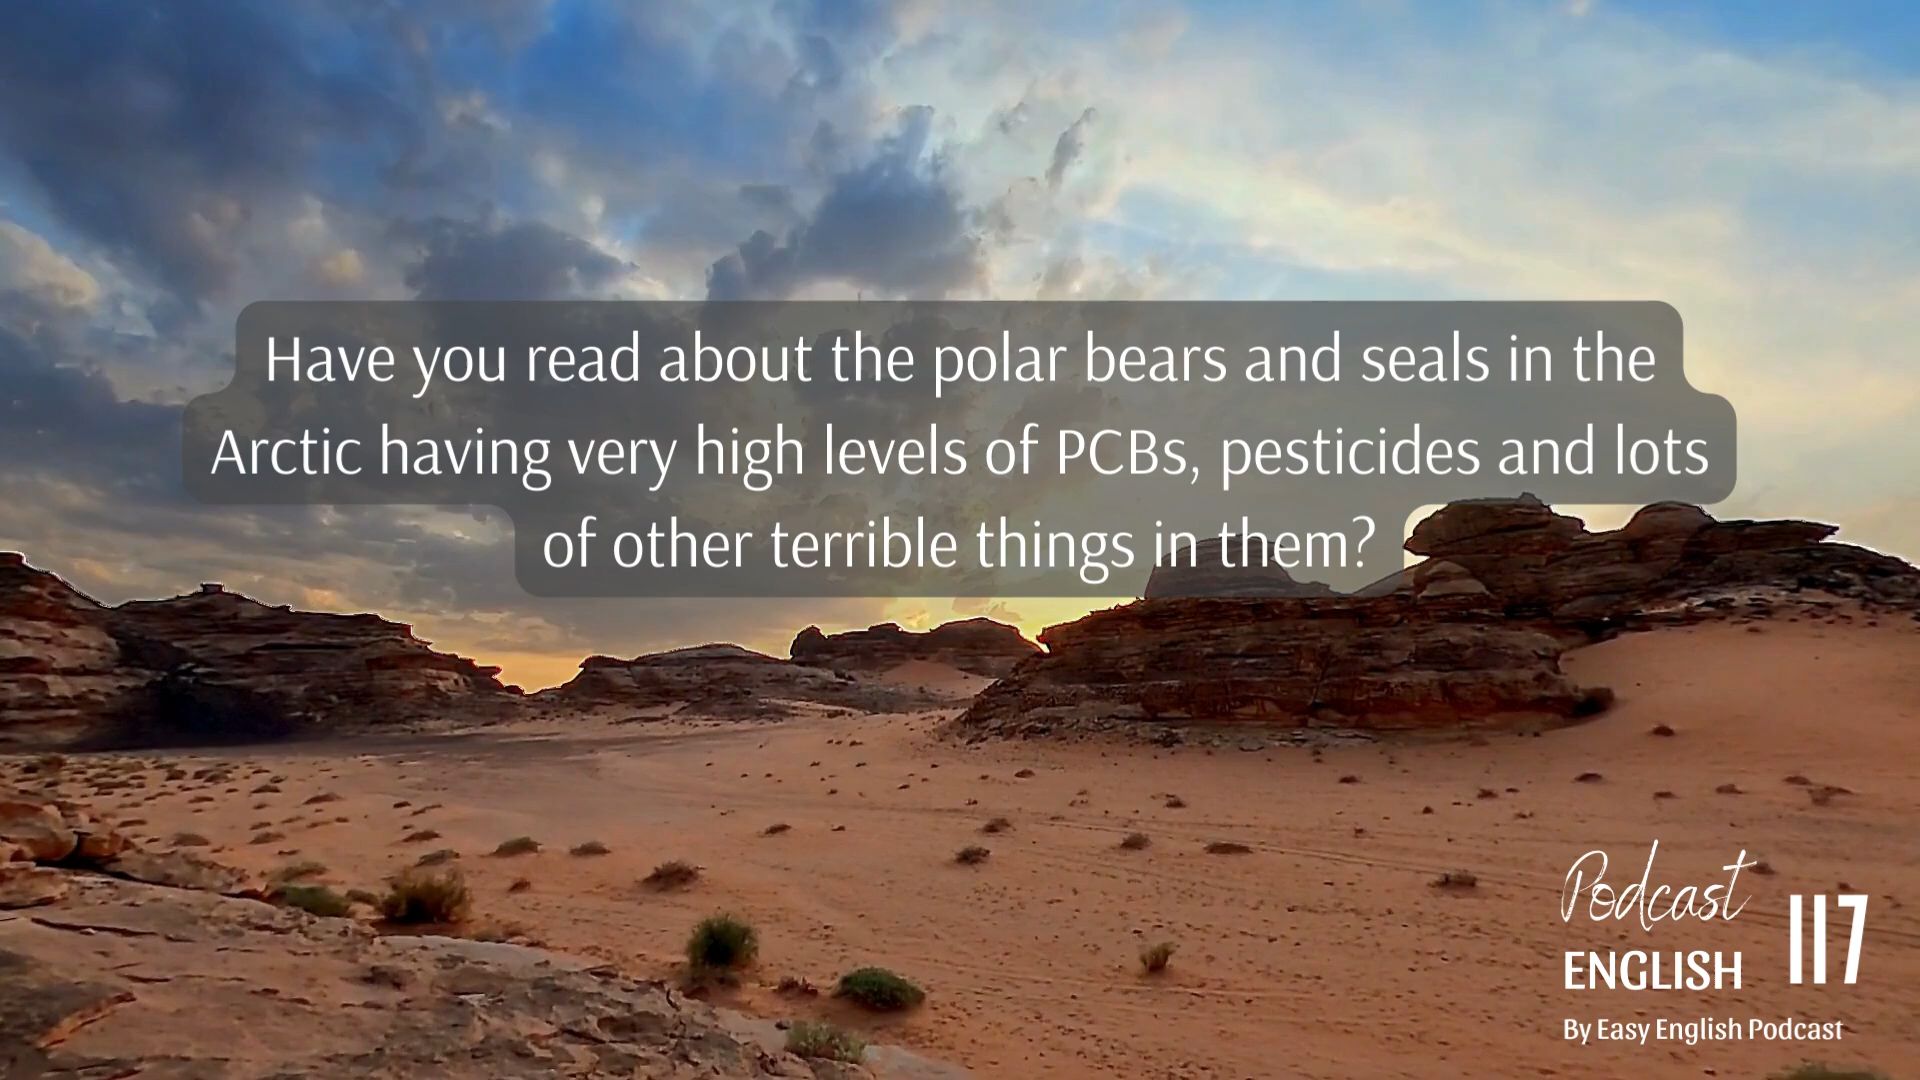 Have you read about the polar bears and seals in the
Arctic having very high levels of PCBs, pesticides and lots
of other terrible things in them?
Podcast
ENGLISH 117
By Easy English Podcast